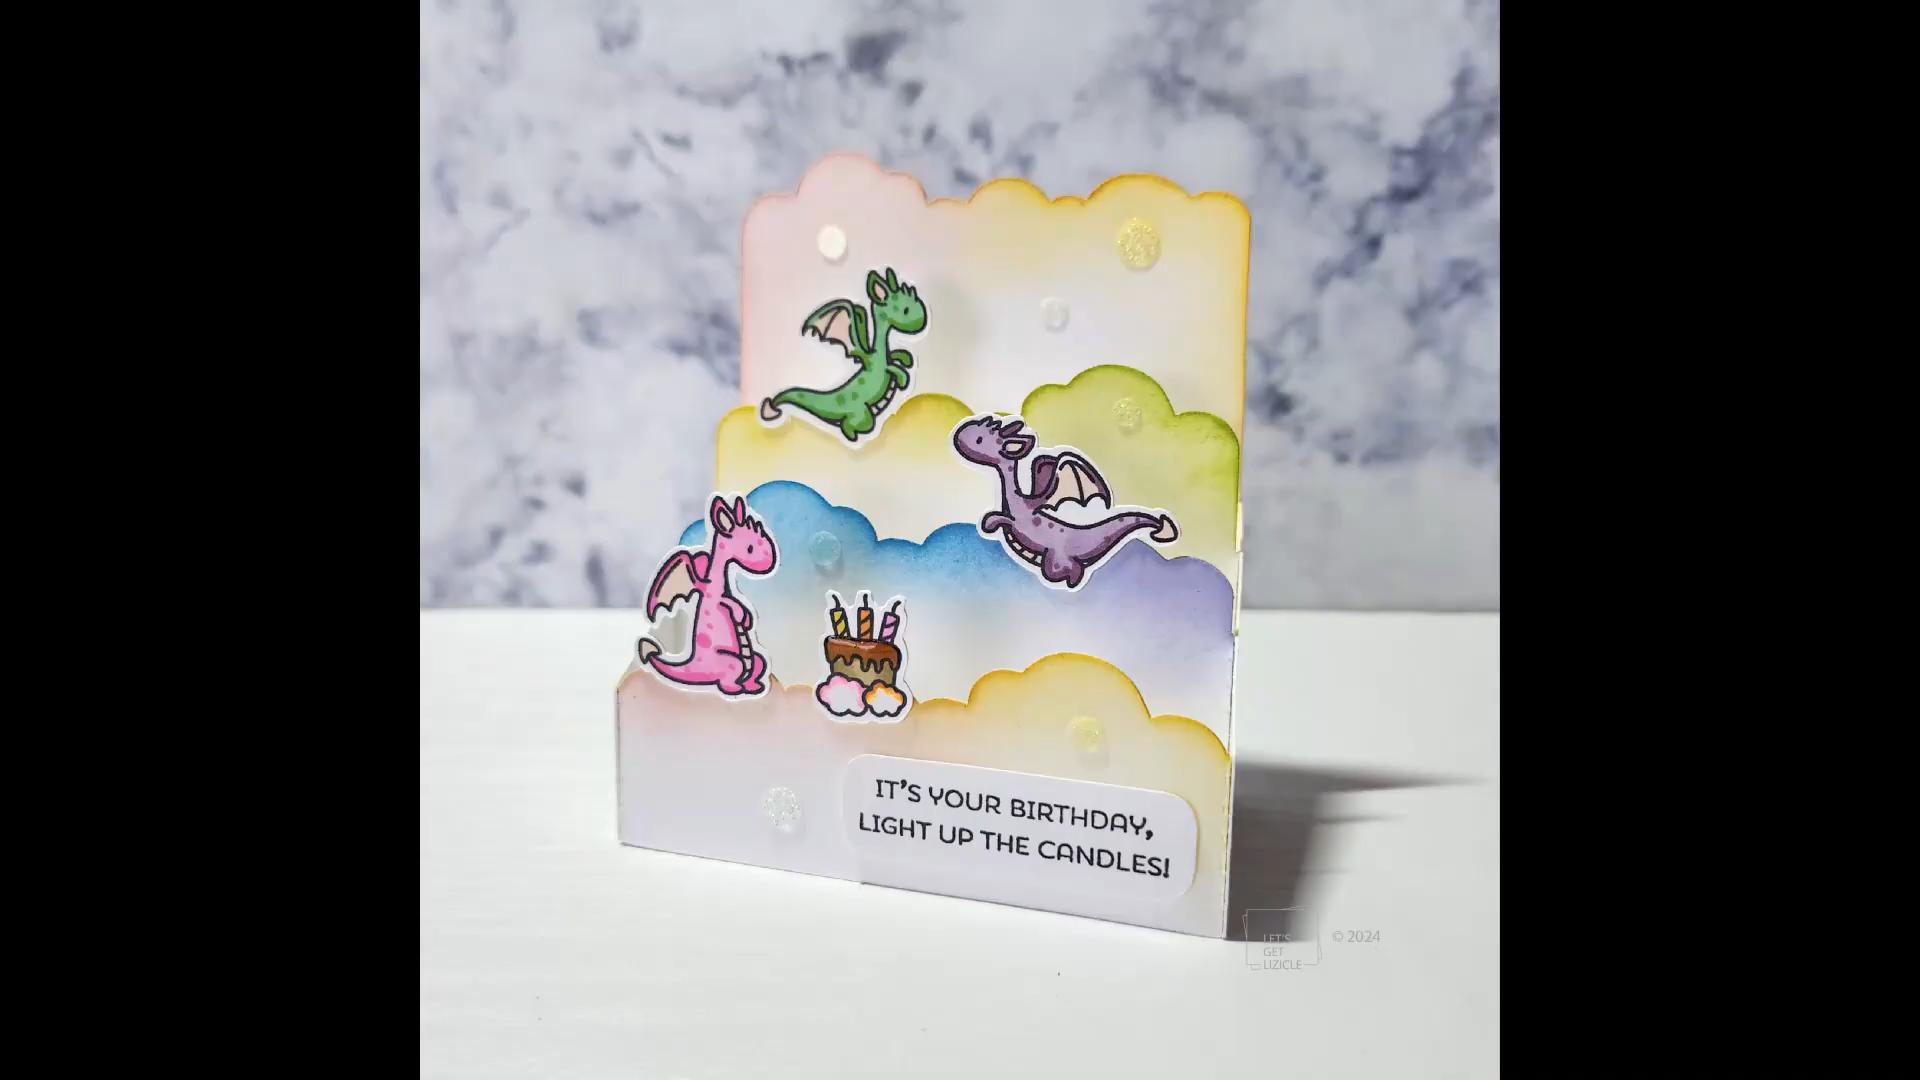 IT'S YOUR BIRTHDAY,
LIGHT UP THE CANDLES!
LET'S
GET
LIZICLE
© 2024